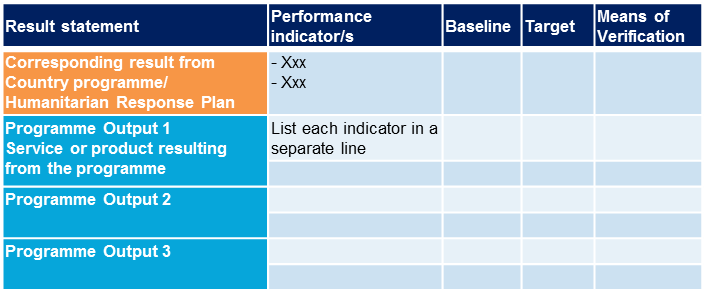 Result statement
Performance
indicator/s
Baseline
Target
Means of
Verification
Corresponding result from
Country programme/
Humanitarian Response Plan
- Xxx
- Xxx
Programme Output 1
Service or product resulting
from the programme
List each indicator in a
separate line
Programme Output 2
Programme Output 3